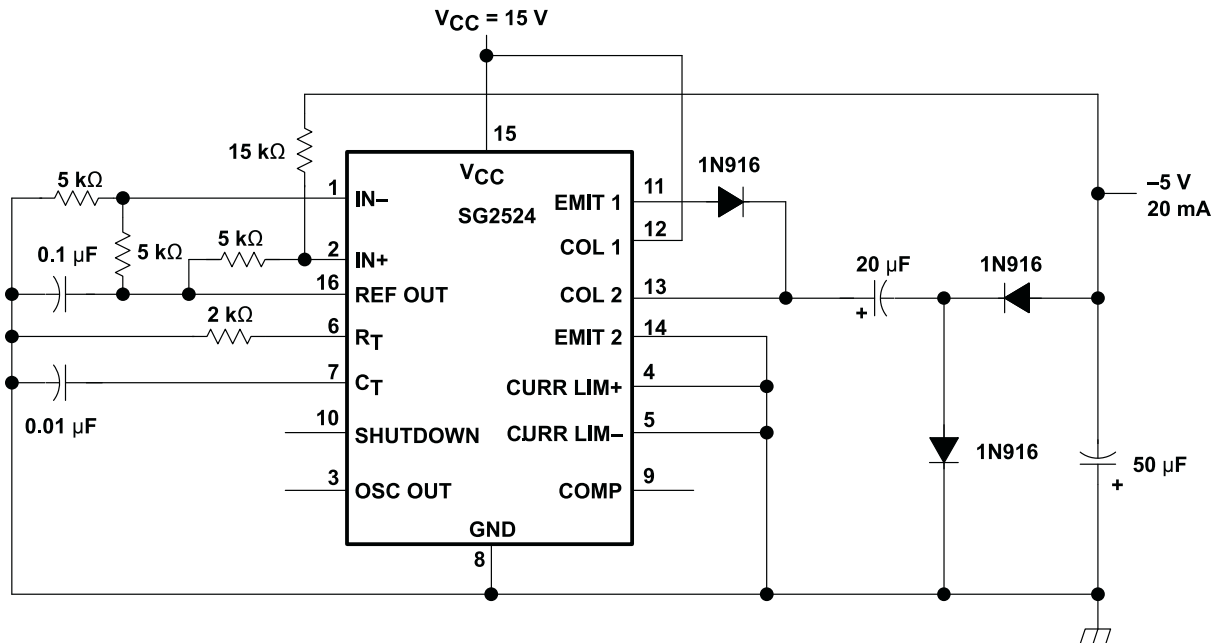 VCC = 15 V
15
15 kΩ
VCC
SG2524
5 kΩ
1
IN–
5 kΩ
0.1 µF
5 kΩ
2
IN+
16
REF OUT
2 kΩ
6
RT
7
CT
0.01 µF
10
SHUTDOWN
3
OSC OUT
GND
8
EMIT 1
11
1N916
COL 1
12
COL 2
13
EMIT 2
14
CURR LIM+
4
CURR LIM–
5
COMP
9
20 µF
+
1N916
–5 V
20 mA
1N916
50 µF
+